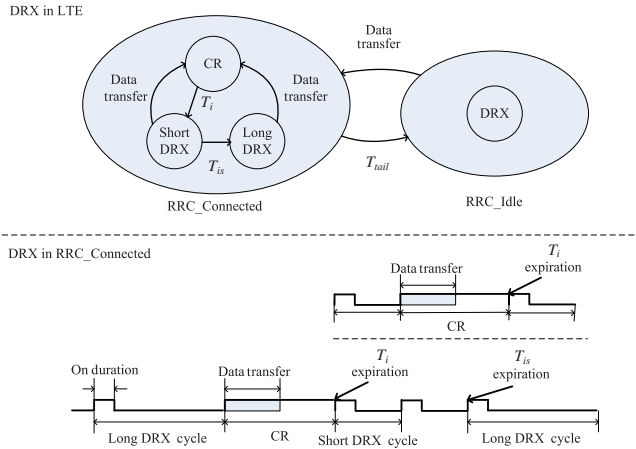 DRX in LTE
Data
transfer
CR
Data
transfer
Data
transfer
T_i
Short
DRX
Long
DRX
T_is
DRX
T_tail
RRC_Connected
RRC_Idle
DRX in RRC_Connected
T_i
expiration
Data transfer
CR
On duration
Data transfer
T_i
expiration
T_is
expiration
Long DRX cycle
CR
Short DRX cycle
Long DRX cycle